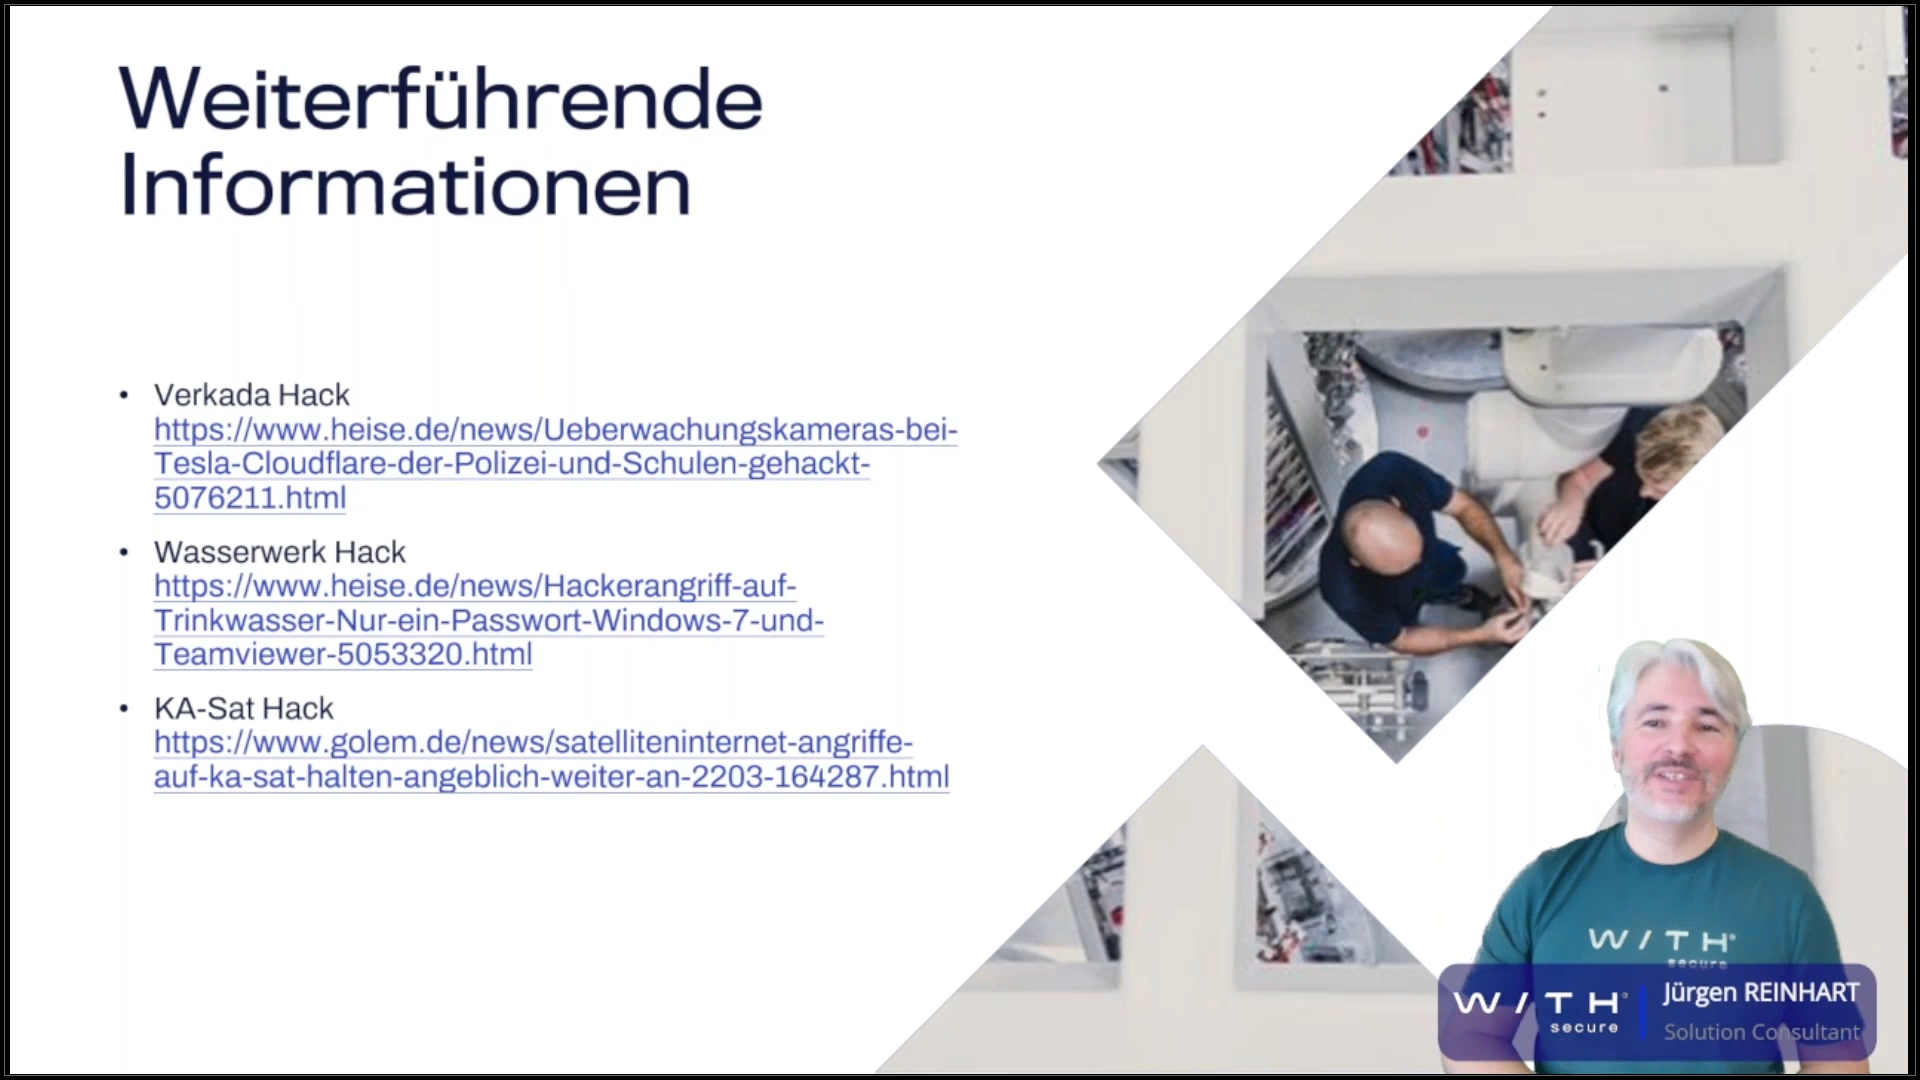 Weiterführende
Informationen
• Verkada Hack
https://www.heise.de/news/Ueberwachungskameras-bei-
Tesla-Cloudflare-der-Polizei-und-Schulen-gehackt-
5076211.html
• Wasserwerk Hack
https://www.heise.de/news/Hackerangriff-auf-
Trinkwasser-Nur-ein-Passwort-Windows-7-und-
Teamviewer-5053320.html
• KA-Sat Hack
https://www.golem.de/news/satelliteninternet-angriffe-
auf-ka-sat-halten-angeblich-weiter-an-2203-164287.html
W/TH
secure
W/TH
secure
Jürgen REINHART
Solution Consultant